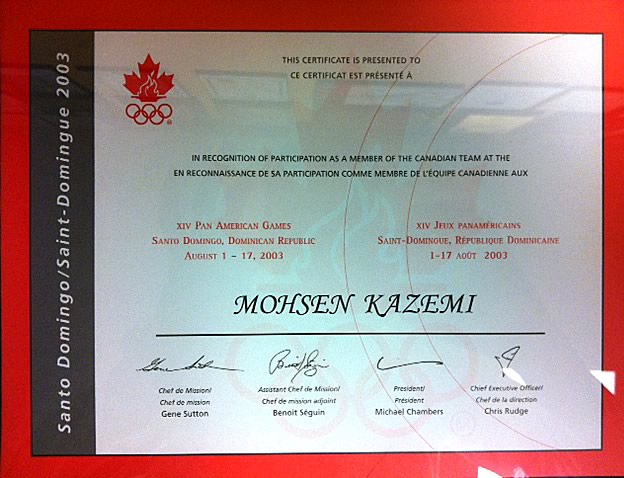 Santo Domingo/Saint-Domingue 2003
THIS CERTIFICATE IS PRESENTED TO
CE CERTIFICAT EST PRÉSENTÉ À
IN RECOGNITION OF PARTICIPATION AS A MEMBER OF THE CANADIAN TEAM AT THE
EN RECONNAISSANCE DE SA PARTICIPATION COMME MEMBRE DE L'ÉQUIPE CANADIENNE AUX
XIV PAN AMERICAN GAMES
SANTO DOMINGO, DOMINICAN REPUBLIC
AUGUST 1 – 17, 2003
XIV JEUX PANAMÉRICAINS
SAINT-DOMINGUE, RÉPUBLIQUE DOMINICAINE
1-17 AOÛT 2003
MOHSEN KAZEMI
Chef de Mission/
Chef de mission
Gene Sutton
Assistant Chef de Mission/
Chef de mission adjoint
Benoit Séguin
President/
Président
Michael Chambers
Chief Executive Officer/
Chef de la direction
Chris Rudge